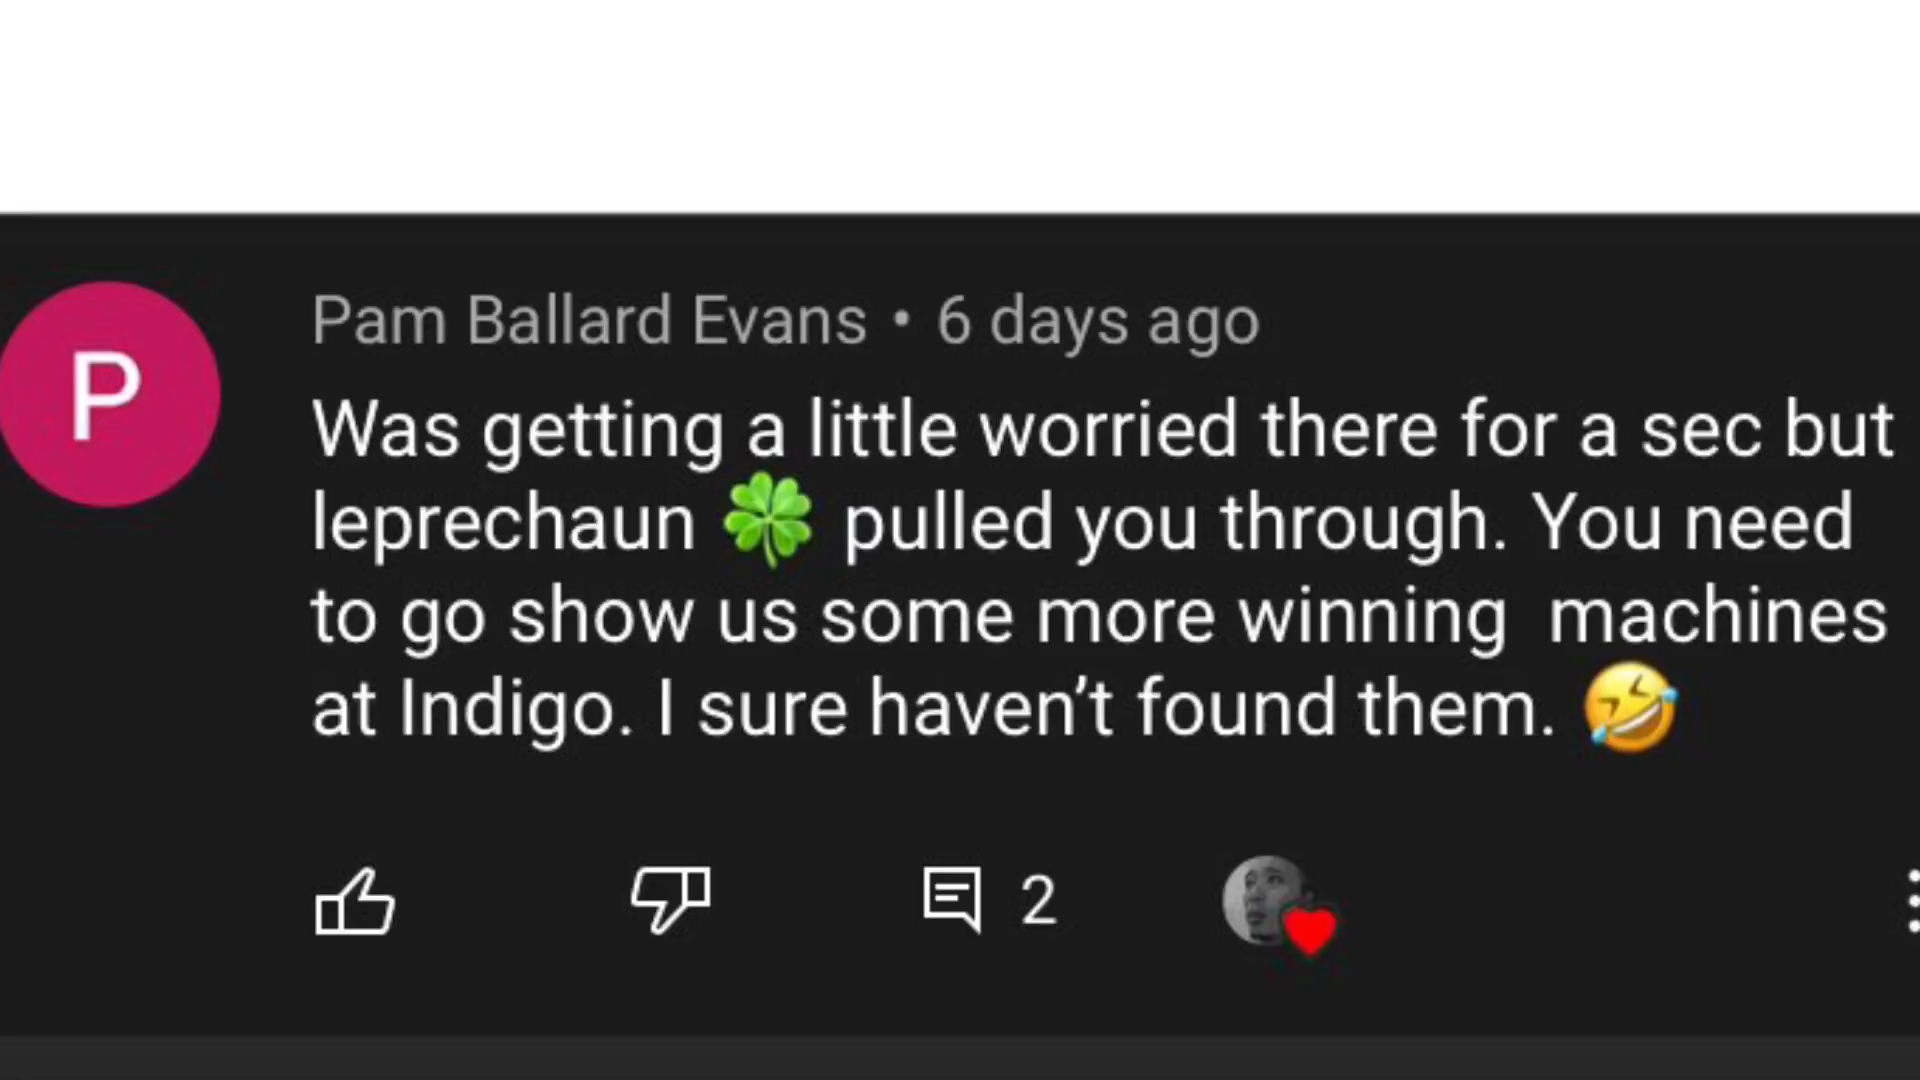 P
Pam Ballard Evans • 6 days ago
Was getting a little worried there for a sec but
leprechaun 🍀 pulled you through. You need
to go show us some more winning  machines
at Indigo. I sure haven’t found them. 🤣
2